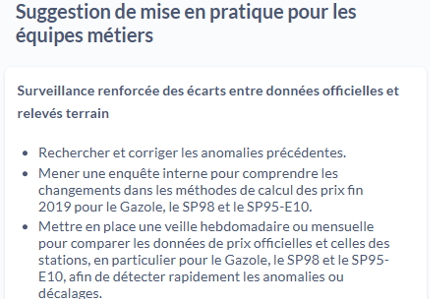 Suggestion de mise en pratique pour les
équipes métiers
Surveillance renforcée des écarts entre données officielles et
relevés terrain
• Rechercher et corriger les anomalies précédentes.
• Mener une enquête interne pour comprendre les
changements dans les méthodes de calcul des prix fin
2019 pour le Gazole, le SP98 et le SP95-E10.
• Mettre en place une veille hebdomadaire ou mensuelle
pour comparer les données de prix officielles et celles des
stations, en particulier pour le Gazole, le SP98 et le SP95-
E10, afin de détecter rapidement les anomalies ou
décalages.